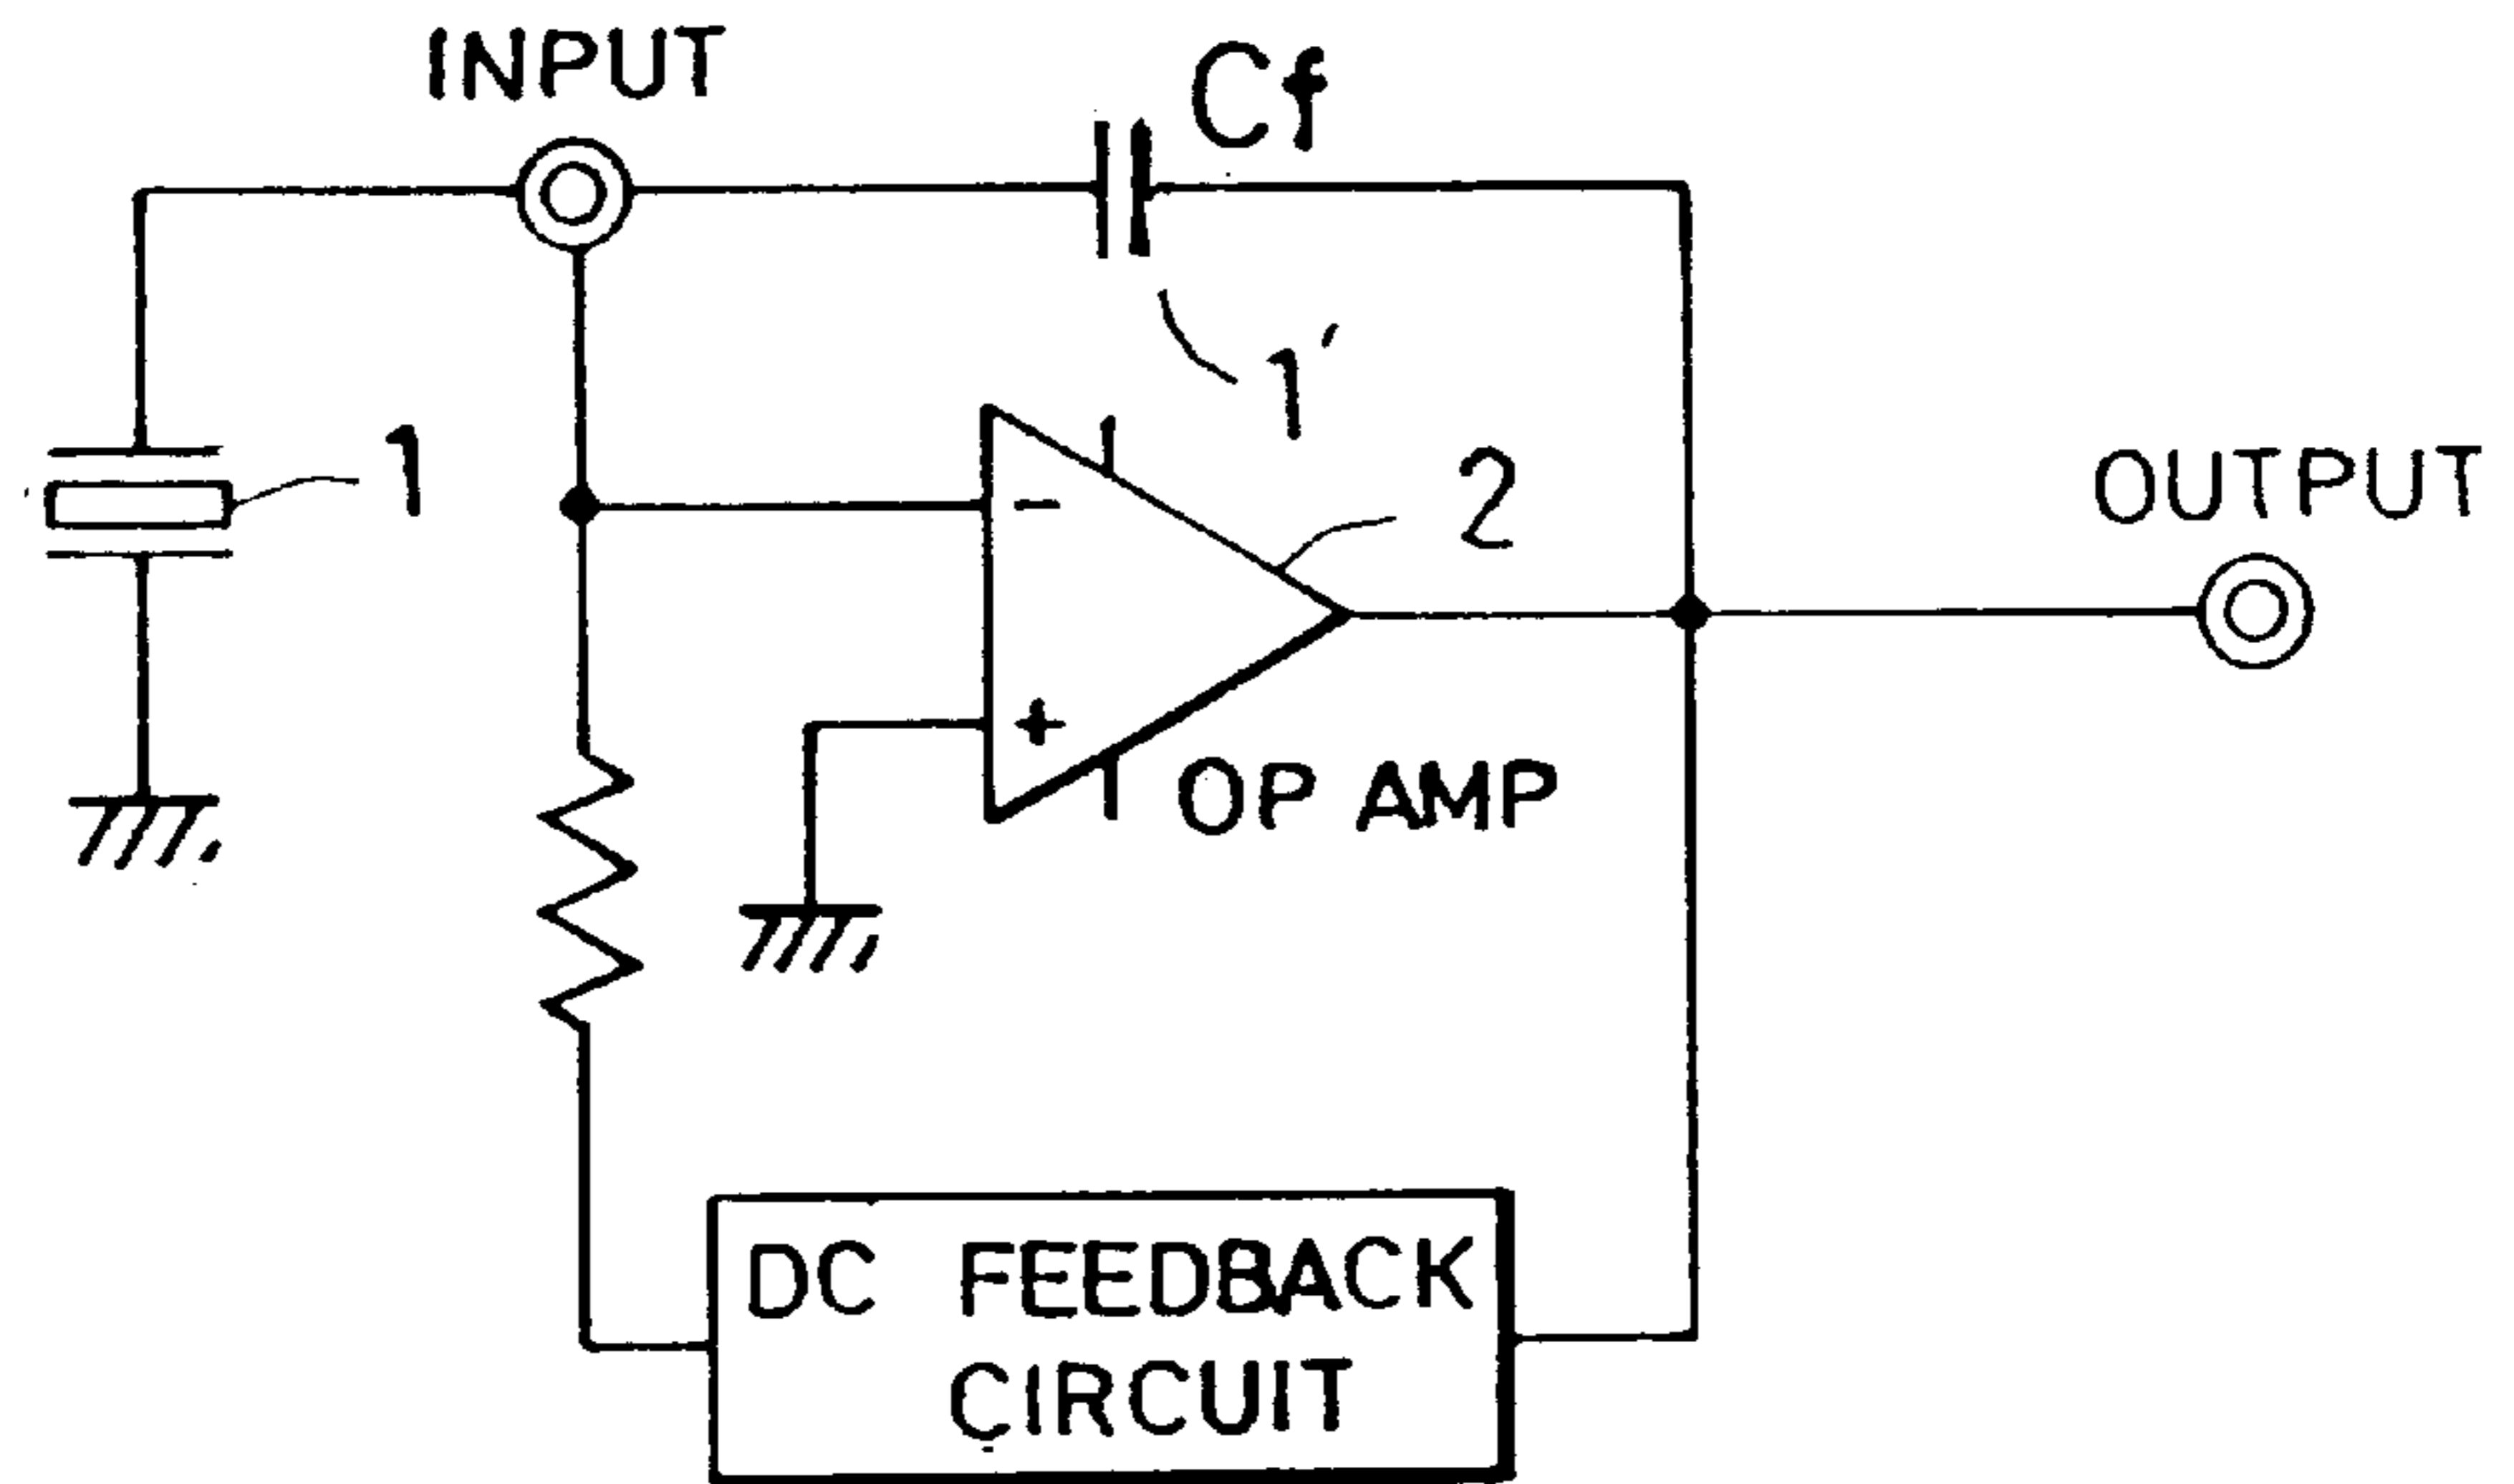 INPUT
Cf
1'
1
2
OUTPUT
-
+
OP AMP
DC FEEDBACK
CIRCUIT